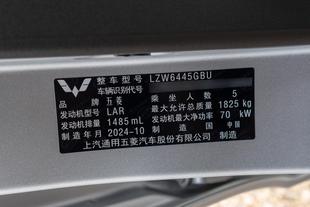 整车型号 LZW6445GBU
车辆识别代号
品牌 五菱 乘坐人数 5
发动机型号 LAR 最大允许总质量 1825 kg
发动机排量 1485 mL 发动机最大净功率 70 kW
制造年月 2024-10 制造国 中国
制造 上汽通用五菱汽车股份有限公司 制造